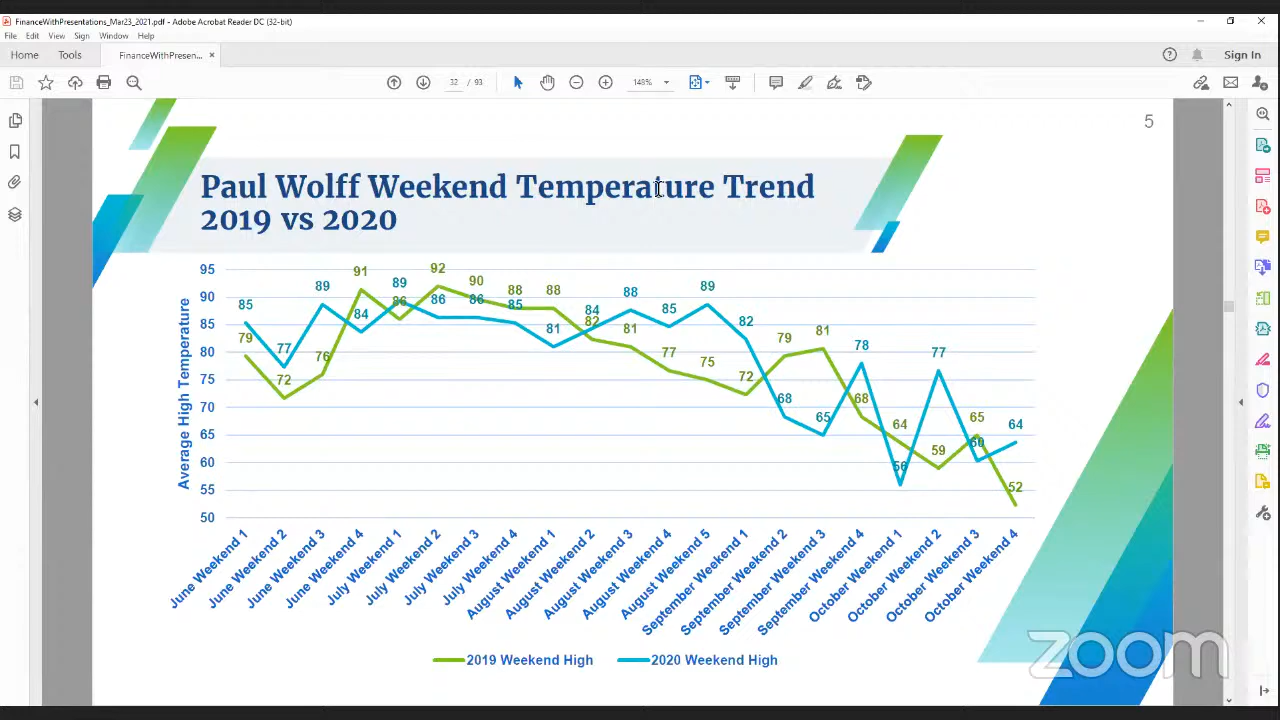 FinanceWithPresentations_Mar23_2021.pdf - Adobe Acrobat Reader DC (32-bit)
File Edit View Sign Window Help
Home Tools FinanceWithPresen... × Sign In
32 / 93 148%
5
Paul Wolff Weekend Temperature Trend
2019 vs 2020
Average High Temperature
95
90
85
80
75
70
65
60
55
50
79 72 76 91 86 92 90 88 88 82 81 77 75 72 79 81 68 64 59 65 52
85 77 89 84 89 86 86 85 81 84 88 85 89 82 68 65 78 56 77 60 64
June Weekend 1
June Weekend 2
June Weekend 3
June Weekend 4
July Weekend 1
July Weekend 2
July Weekend 3
July Weekend 4
August Weekend 1
August Weekend 2
August Weekend 3
August Weekend 4
August Weekend 5
September Weekend 1
September Weekend 2
September Weekend 3
September Weekend 4
October Weekend 1
October Weekend 2
October Weekend 3
October Weekend 4
2019 Weekend High 2020 Weekend High
zoom